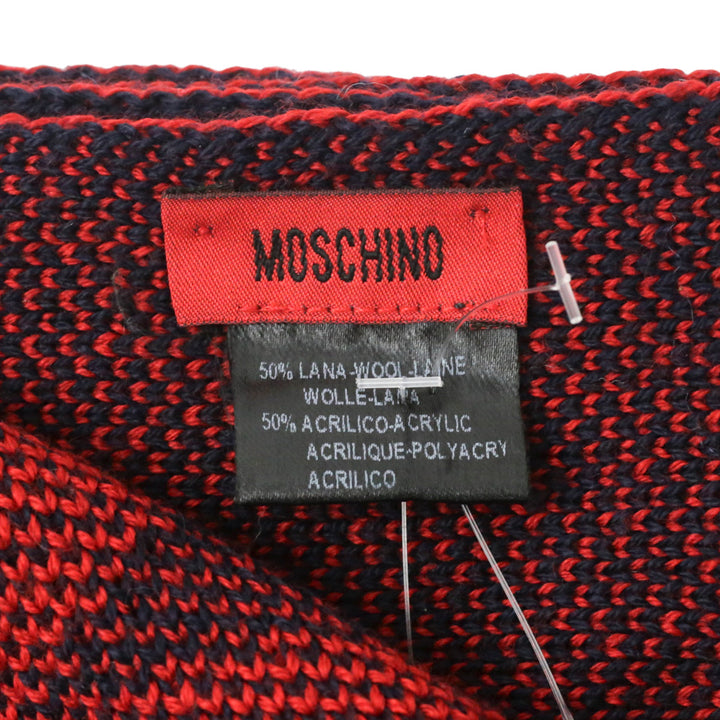 MOSCHINO
50% LANA-WOOL-LAINE
WOLLE-LANA
50% ACRILICO-ACRYLIC
ACRILIQUE-POLYACRY
ACRILICO